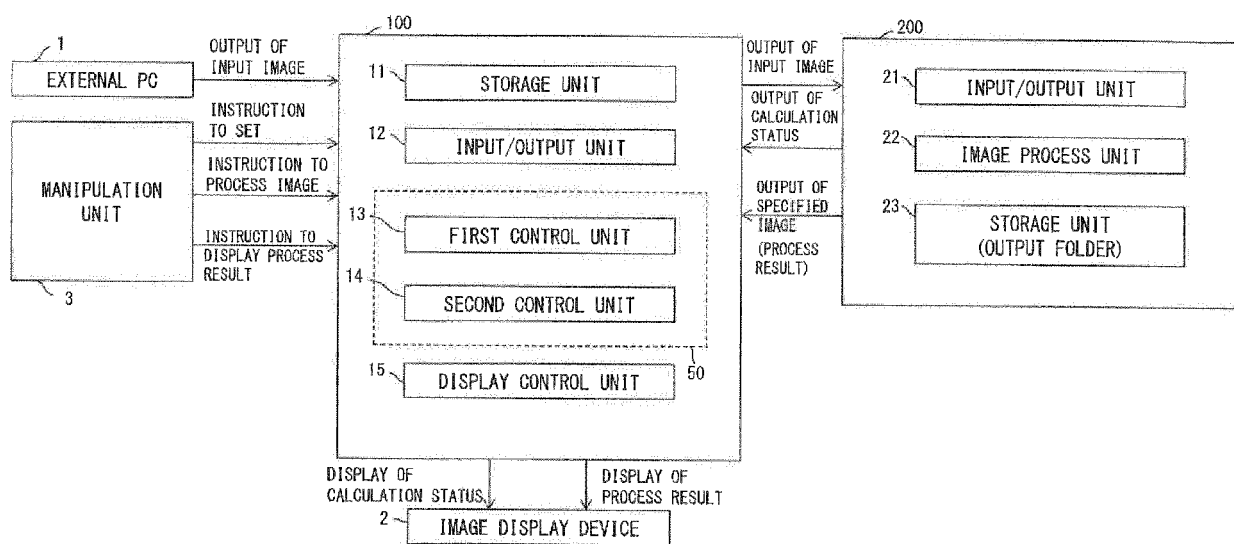 1
EXTERNAL PC
OUTPUT OF
INPUT IMAGE
INSTRUCTION
TO SET
INSTRUCTION TO
PROCESS IMAGE
INSTRUCTION TO
DISPLAY PROCESS
RESULT
MANIPULATION
UNIT
3
100
11
STORAGE UNIT
12
INPUT/OUTPUT UNIT
13
FIRST CONTROL UNIT
14
SECOND CONTROL UNIT
50
15
DISPLAY CONTROL UNIT
OUTPUT OF
INPUT IMAGE
OUTPUT OF
CALCULATION
STATUS
OUTPUT OF
SPECIFIED
IMAGE
(PROCESS
RESULT)
200
21
INPUT/OUTPUT UNIT
22
IMAGE PROCESS UNIT
23
STORAGE UNIT
(OUTPUT FOLDER)
DISPLAY OF
CALCULATION STATUS
DISPLAY OF
PROCESS RESULT
2
IMAGE DISPLAY DEVICE